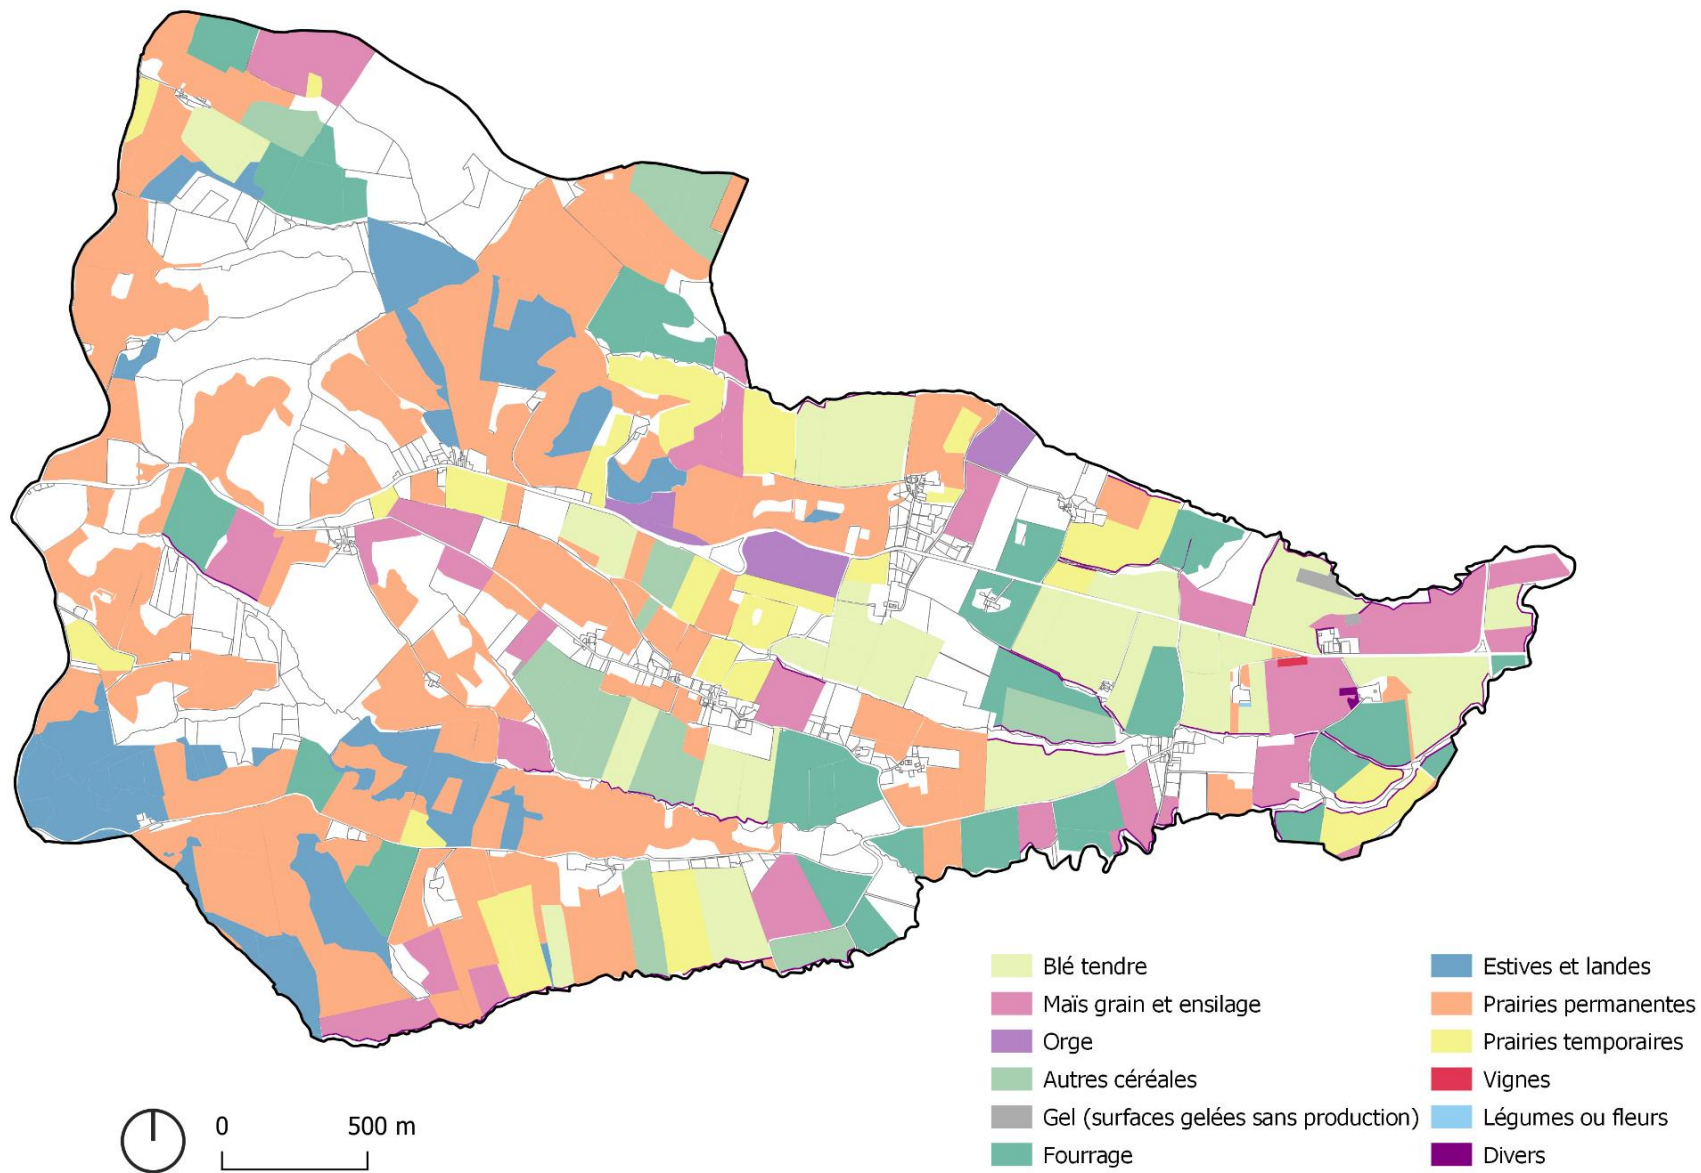 Blé tendre
Maïs grain et ensilage
Orge
Autres céréales
Gel (surfaces gelées sans production)
Fourrage
Estives et landes
Prairies permanentes
Prairies temporaires
Vignes
Légumes ou fleurs
Divers
0 500 m